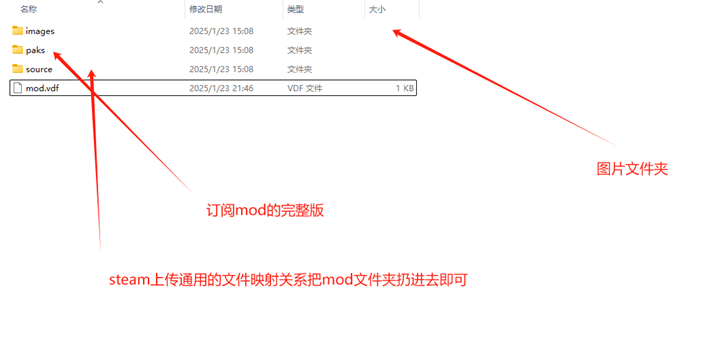 名称 修改日期 类型 大小
images 2025/1/23 15:08 文件夹
paks 2025/1/23 15:08 文件夹
source 2025/1/23 15:08 文件夹
mod.vdf 2025/1/23 21:46 VDF 文件 1 KB
图片文件夹
订阅mod的完整版
steam上传通用的文件映射关系把mod文件夹扔进去即可